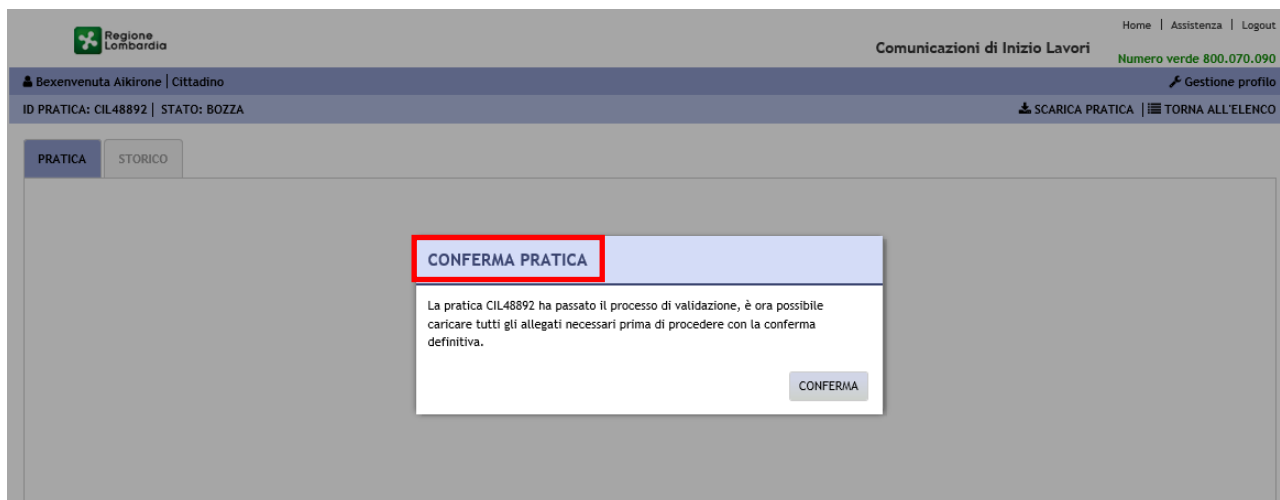 Home | Assistenza | Logout
Regione
Lombardia
Comunicazioni di Inizio Lavori
Numero verde 800.070.090
Bexenvenuta Aikirone | Cittadino
Gestione profilo
ID PRATICA: CIL48892 | STATO: BOZZA
SCARICA PRATICA | TORNA ALL'ELENCO
PRATICA
STORICO
CONFERMA PRATICA
La pratica CIL48892 ha passato il processo di validazione, è ora possibile
caricare tutti gli allegati necessari prima di procedere con la conferma
definitiva.
CONFERMA